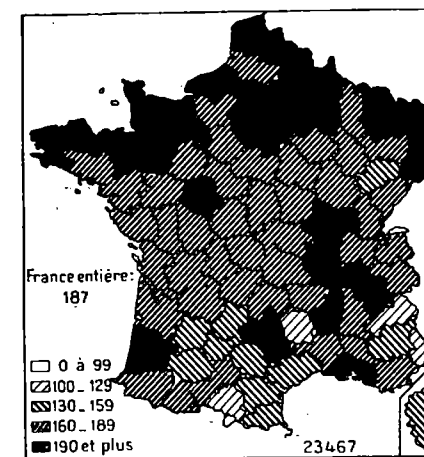 France entière:
187
0 à 99
100_129
130_159
160_189
190 et plus
23467